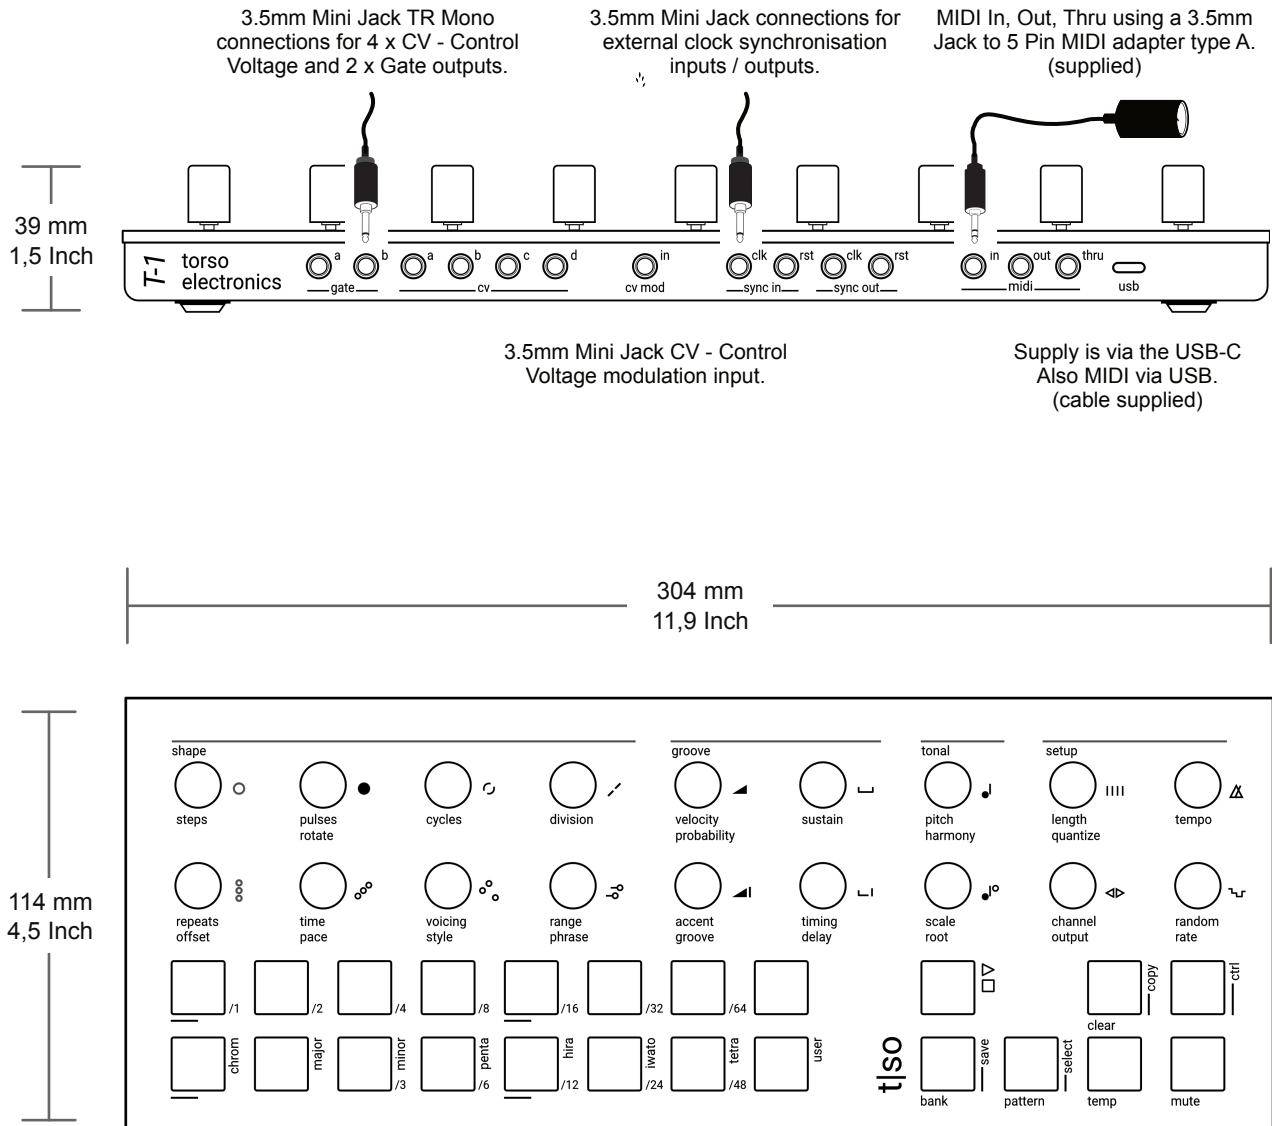 3.5mm Mini Jack TR Mono
connections for 4 x CV - Control
Voltage and 2 x Gate outputs.
3.5mm Mini Jack connections for
external clock synchronisation
inputs / outputs.
MIDI In, Out, Thru using a 3.5mm
Jack to 5 Pin MIDI adapter type A.
(supplied)
39 mm
1,5 Inch
T-1
torso
electronics
a b a b c d in clk rst clk rst in out thru
gate cv cv mod sync in sync out midi usb
3.5mm Mini Jack CV - Control
Voltage modulation input.
Supply is via the USB-C
Also MIDI via USB.
(cable supplied)
304 mm
11,9 Inch
114 mm
4,5 Inch
shape groove tonal setup
steps pulses cycles division velocity sustain pitch length tempo
rotate probability harmony quantize
repeats time voicing range accent timing scale channel random
offset pace style phrase groove delay root output rate
/1 /2 /4 /8 /16 /32 /64
copy ctrl
clear
chrom major minor penta hira iwato tetra user
/3 /6 /12 /24 /48
t|so
save select
bank pattern temp mute